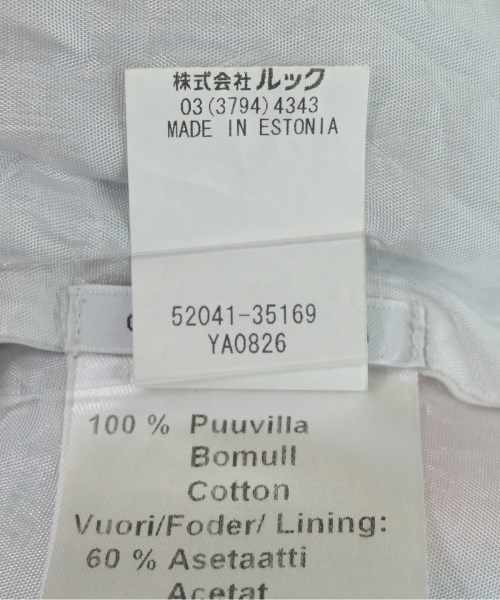 株式会社ルック
03(3794)4343
MADE IN ESTONIA
52041-35169
YA0826
100 % Puuvilla
Bomull
Cotton
Vuori/Foder/ Lining:
60 % Asetaatti
Acetat